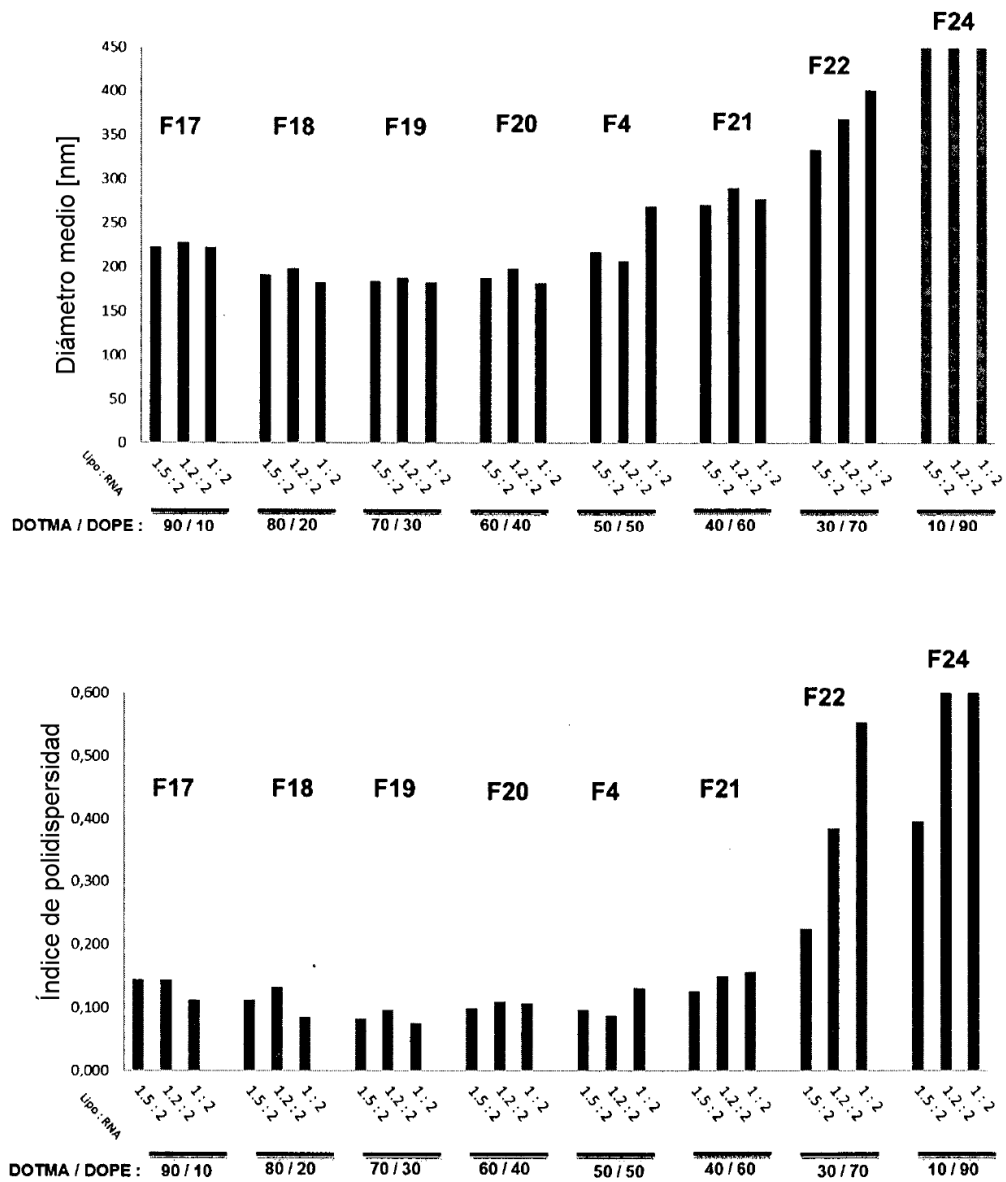 F24
450
F22
400
F17 F18 F19 F20 F4 F21
350
300
250
200
150
100
50
0
Diámetro medio [nm]
Lipo : RNA 1.5 : 2 1.2 : 2 1 : 2 1.5 : 2 1.2 : 2 1 : 2 1.5 : 2 1.2 : 2 1 : 2 1.5 : 2 1.2 : 2 1 : 2 1.5 : 2 1.2 : 2 1 : 2 1.5 : 2 1.2 : 2 1 : 2 1.5 : 2 1.2 : 2 1 : 2 1.5 : 2 1.2 : 2 1 : 2
DOTMA / DOPE : 90 / 10 80 / 20 70 / 30 60 / 40 50 / 50 40 / 60 30 / 70 10 / 90
F24
0,600
F22
0,500
F17 F18 F19 F20 F4 F21
0,400
0,300
0,200
0,100
0,000
Índice de polidispersidad
Lipo : RNA 1.5 : 2 1.2 : 2 1 : 2 1.5 : 2 1.2 : 2 1 : 2 1.5 : 2 1.2 : 2 1 : 2 1.5 : 2 1.2 : 2 1 : 2 1.5 : 2 1.2 : 2 1 : 2 1.5 : 2 1.2 : 2 1 : 2 1.5 : 2 1.2 : 2 1 : 2 1.5 : 2 1.2 : 2 1 : 2
DOTMA / DOPE : 90 / 10 80 / 20 70 / 30 60 / 40 50 / 50 40 / 60 30 / 70 10 / 90